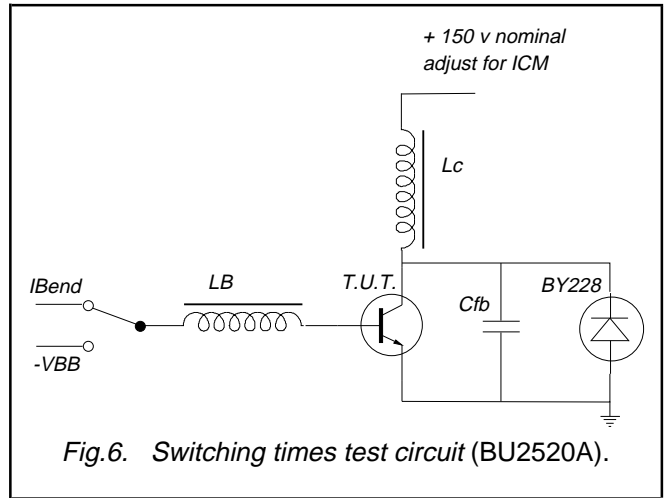 + 150 v nominal
adjust for ICM
Lc
IBend
LB
T.U.T.
Cfb
BY228
-VBB
Fig.6. Switching times test circuit (BU2520A).